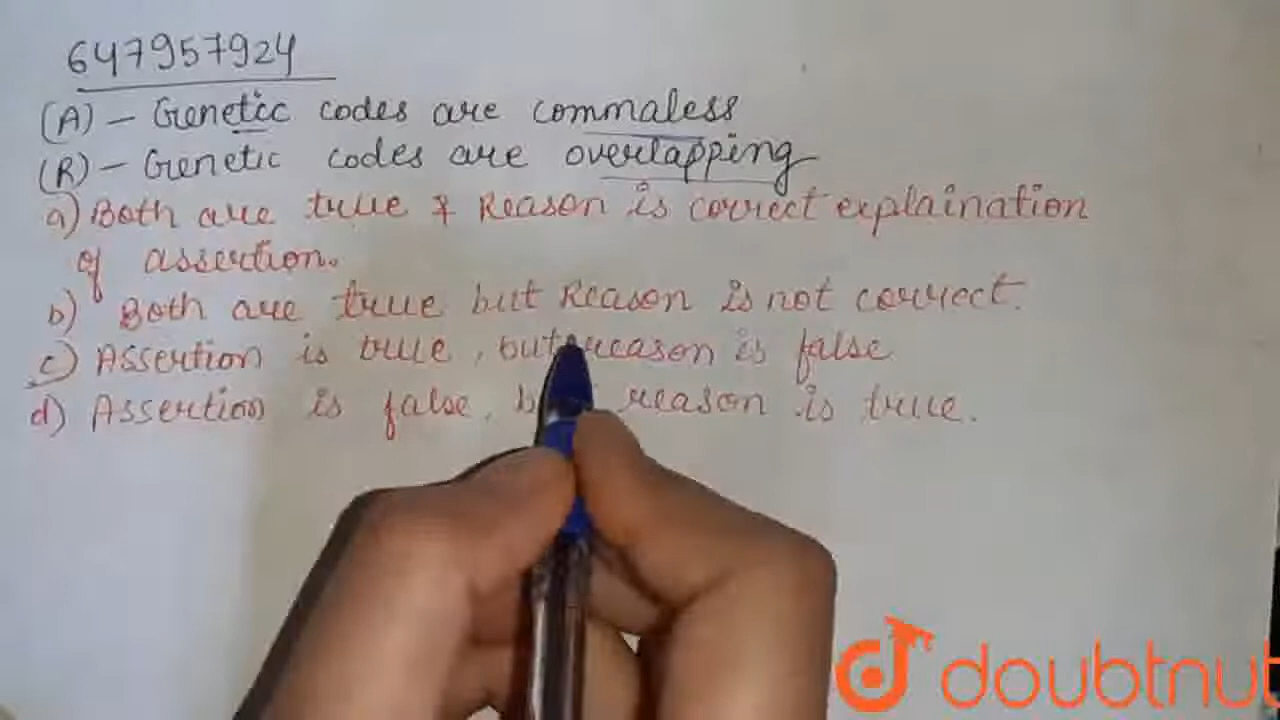 647957924
(A) - Genetic codes are commaless
(R) - Genetic codes are overlapping
a) Both are true & Reason is correct explaination
of assertion.
b) Both are true but Reason is not correct.
c) Assertion is true, but reason is false
d) Assertion is false, reason is true.
doubtnut